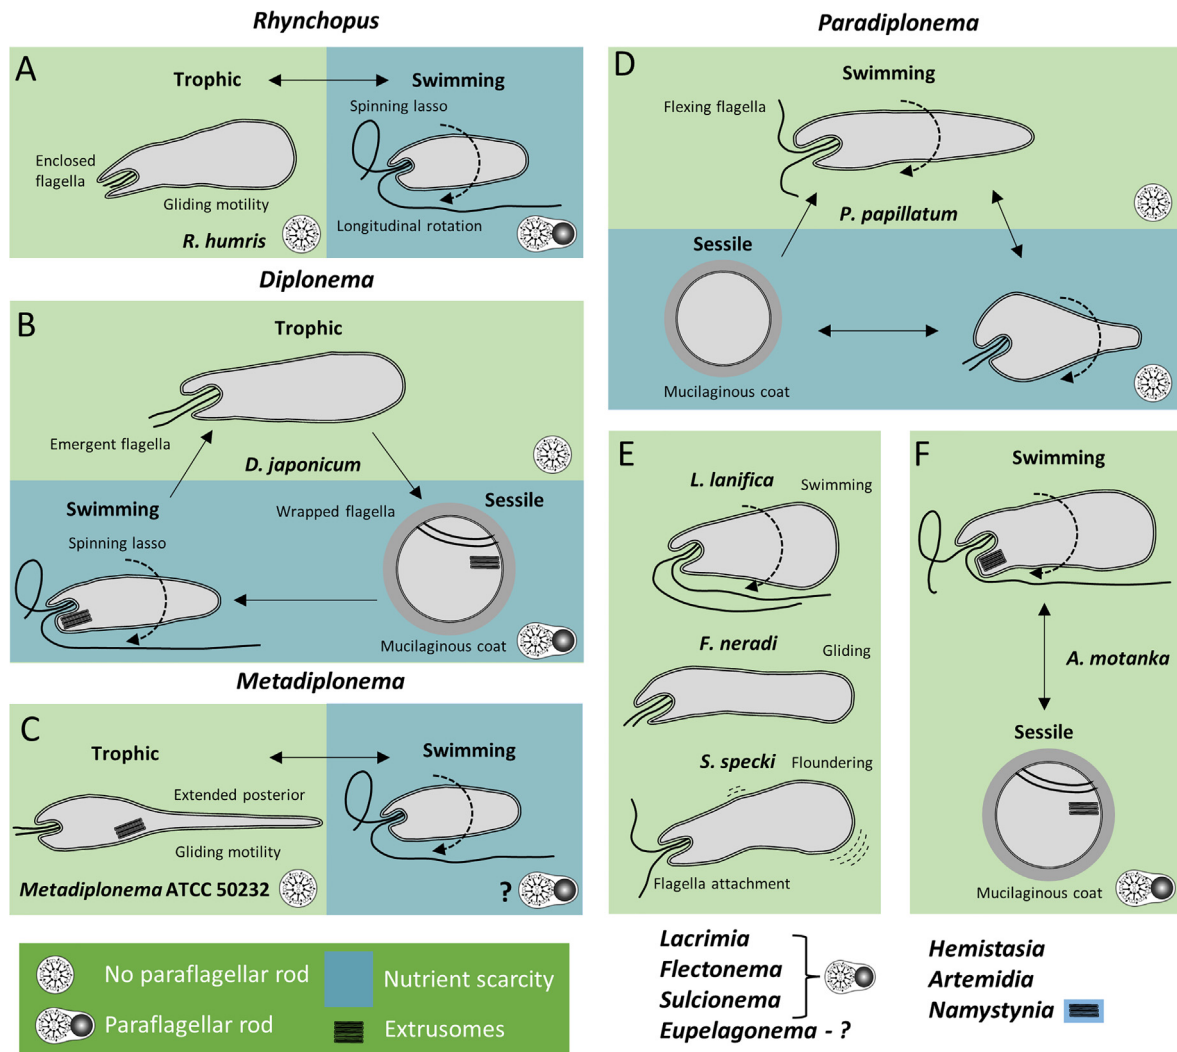 Rhynchopus
A
Trophic
Swimming
Spinning lasso
Enclosed
flagella
Gliding motility
Longitudinal rotation
R. humris
Diplonema
B
Trophic
Emergent flagella
D. japonicum
Swimming
Wrapped flagella
Sessile
Spinning lasso
Mucilaginous coat
Metadiplonema
C
Trophic
Swimming
Extended posterior
Gliding motility
Metadiplonema ATCC 50232
?
No paraflagellar rod
Nutrient scarcity
Paraflagellar rod
Extrusomes
Paradiplonema
D
Swimming
Flexing flagella
P. papillatum
Sessile
Mucilaginous coat
E
L. lanifica
Swimming
F. neradi
Gliding
S. specki
Floundering
Flagella attachment
Lacrimia
Flectonema
Sulcionema
Eupelagonema - ?
F
Swimming
A. motanka
Sessile
Mucilaginous coat
Hemistasia
Artemidia
Namystynia